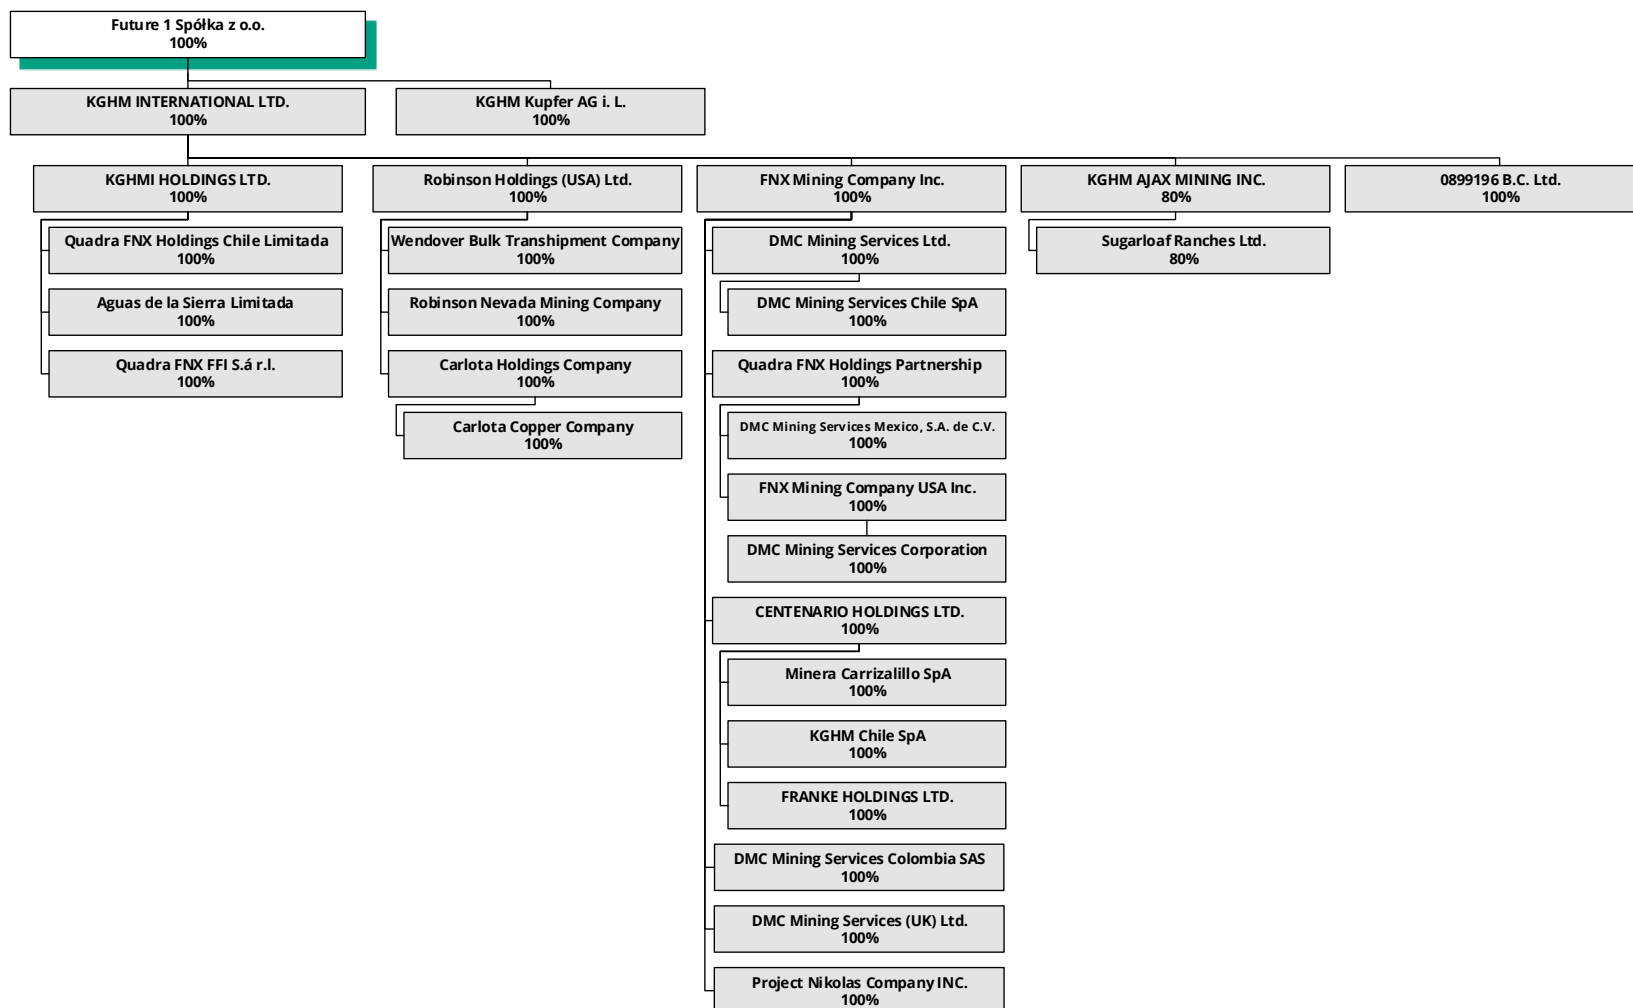 Future 1 Spółka z o.o.
100%
KGHM INTERNATIONAL LTD.
100%
KGHM Kupfer AG i. L.
100%
KGHMI HOLDINGS LTD.
100%
Robinson Holdings (USA) Ltd.
100%
FNX Mining Company Inc.
100%
KGHM AJAX MINING INC.
80%
0899196 B.C. Ltd.
100%
Quadra FNX Holdings Chile Limitada
100%
Aguas de la Sierra Limitada
100%
Quadra FNX FFI S.á r.l.
100%
Wendover Bulk Transhipment Company
100%
Robinson Nevada Mining Company
100%
Carlota Holdings Company
100%
Carlota Copper Company
100%
DMC Mining Services Ltd.
100%
DMC Mining Services Chile SpA
100%
Quadra FNX Holdings Partnership
100%
DMC Mining Services Mexico, S.A. de C.V.
100%
FNX Mining Company USA Inc.
100%
DMC Mining Services Corporation
100%
CENTENARIO HOLDINGS LTD.
100%
Minera Carrizalillo SpA
100%
KGHM Chile SpA
100%
FRANKE HOLDINGS LTD.
100%
DMC Mining Services Colombia SAS
100%
DMC Mining Services (UK) Ltd.
100%
Project Nikolas Company INC.
100%
Sugarloaf Ranches Ltd.
80%